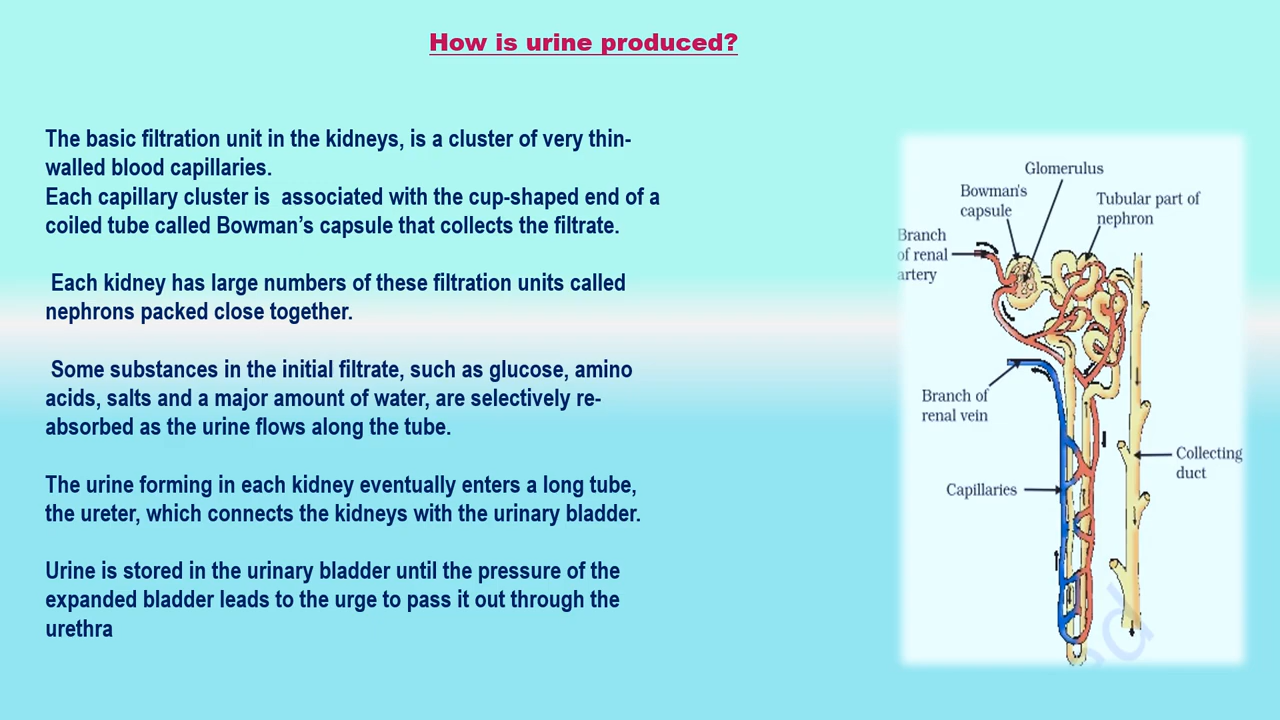 How is urine produced?
The basic filtration unit in the kidneys, is a cluster of very thin-
walled blood capillaries.
Each capillary cluster is  associated with the cup-shaped end of a
coiled tube called Bowman’s capsule that collects the filtrate.
Each kidney has large numbers of these filtration units called
nephrons packed close together.
Some substances in the initial filtrate, such as glucose, amino
acids, salts and a major amount of water, are selectively re-
absorbed as the urine flows along the tube.
The urine forming in each kidney eventually enters a long tube,
the ureter, which connects the kidneys with the urinary bladder.
Urine is stored in the urinary bladder until the pressure of the
expanded bladder leads to the urge to pass it out through the
urethra
Glomerulus
Bowman's
capsule
Tubular part of
nephron
Branch
of renal
artery
Branch of
renal vein
Collecting
duct
Capillaries